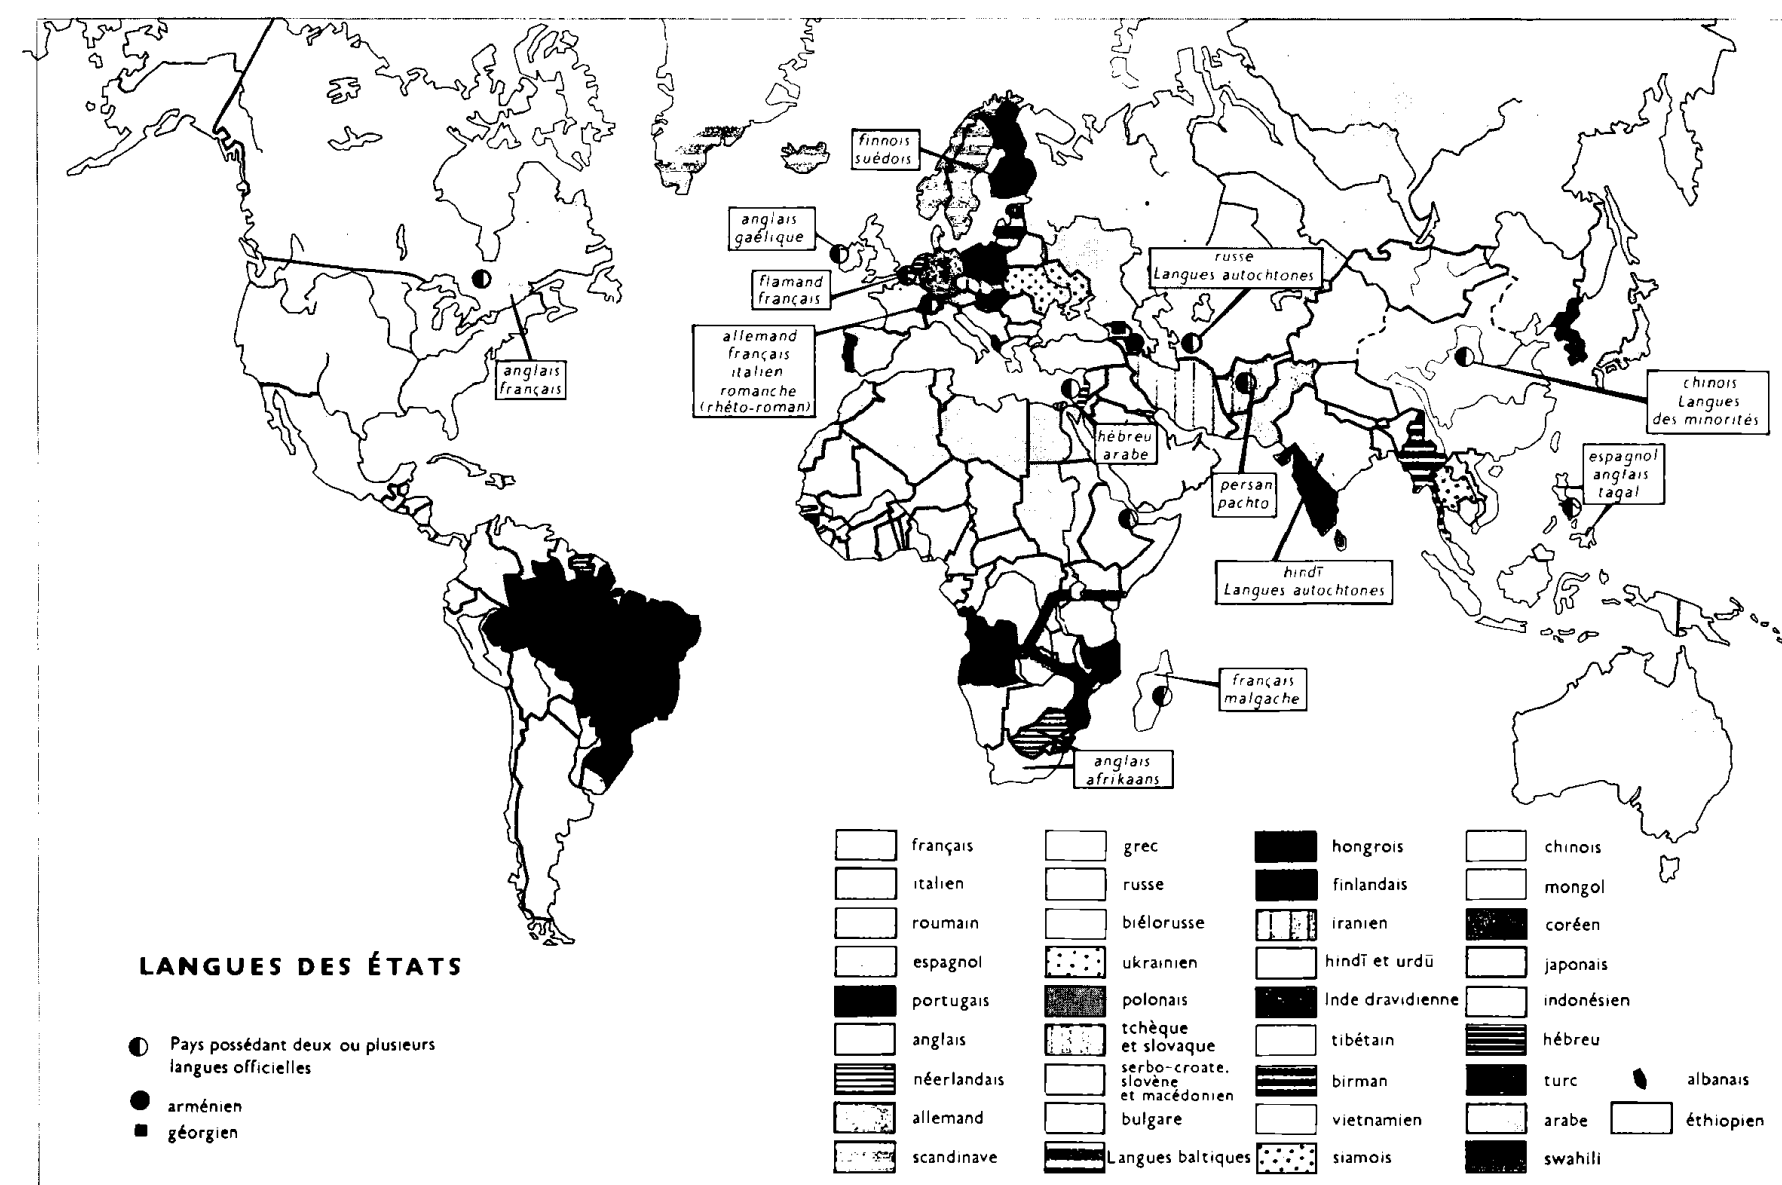 finnois
suédois
anglais
gaélique
flamand
français
allemand
français
italien
romanche
(rhéto-roman)
anglais
français
russe
Langues autochtones
hébreu
arabe
persan
pachto
chinois
Langues
des minorités
espagnol
anglais
tagal
hindī
Langues autochtones
français
malgache
anglais
afrikaans
LANGUES DES ÉTATS
Pays possédant deux ou plusieurs
langues officielles
arménien
géorgien
français
italien
roumain
espagnol
portugais
anglais
néerlandais
allemand
scandinave
grec
russe
biélorusse
ukrainien
polonais
tchèque
et slovaque
serbo-croate,
slovène
et macédonien
bulgare
Langues baltiques
hongrois
finlandais
iranien
hindī et urdū
Inde dravidienne
tibétain
birman
vietnamien
siamois
chinois
mongol
coréen
japonais
indonésien
hébreu
turc
arabe
swahili
albanais
éthiopien